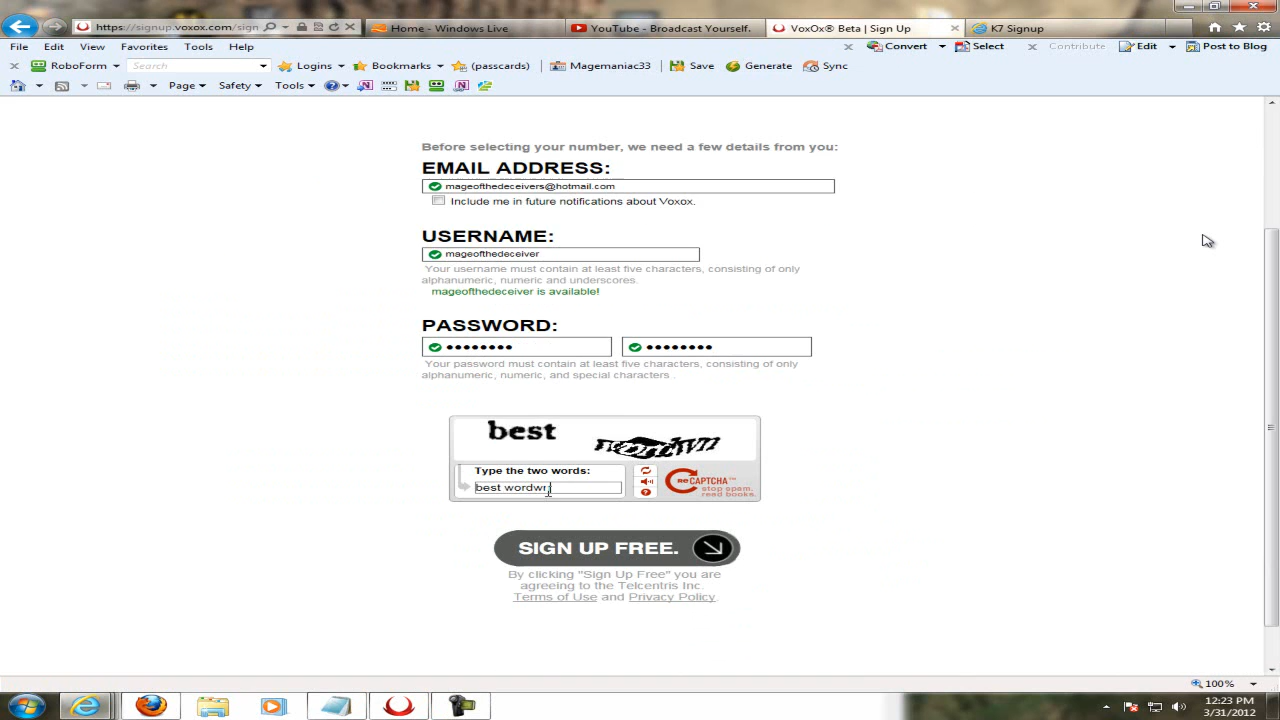 https://signup.voxox.com/sign
Home - Windows Live
YouTube - Broadcast Yourself.
VoxOx® Beta | Sign Up
K7 Signup
File Edit View Favorites Tools Help
Convert Select
Contribute Edit Post to Blog
RoboForm Search Logins Bookmarks (passcards) Magemaniac33 Save Generate Sync
Page Safety Tools
Before selecting your number, we need a few details from you:
EMAIL ADDRESS:
mageofthedeceivers@hotmail.com
Include me in future notifications about Voxox.
USERNAME:
mageofthedeceiver
Your username must contain at least five characters, consisting of only
alphanumeric, numeric and underscores.
mageofthedeceiver is available!
PASSWORD:
Your password must contain at least five characters, consisting of only
alphanumeric, numeric, and special characters .
best
Type the two words:
best
reCAPTCHA™
stop spam.
read books.
SIGN UP FREE.
By clicking "Sign Up Free" you are
agreeing to the Telcentris Inc.
Terms of Use and Privacy Policy.
100%
12:23 PM
3/31/2012